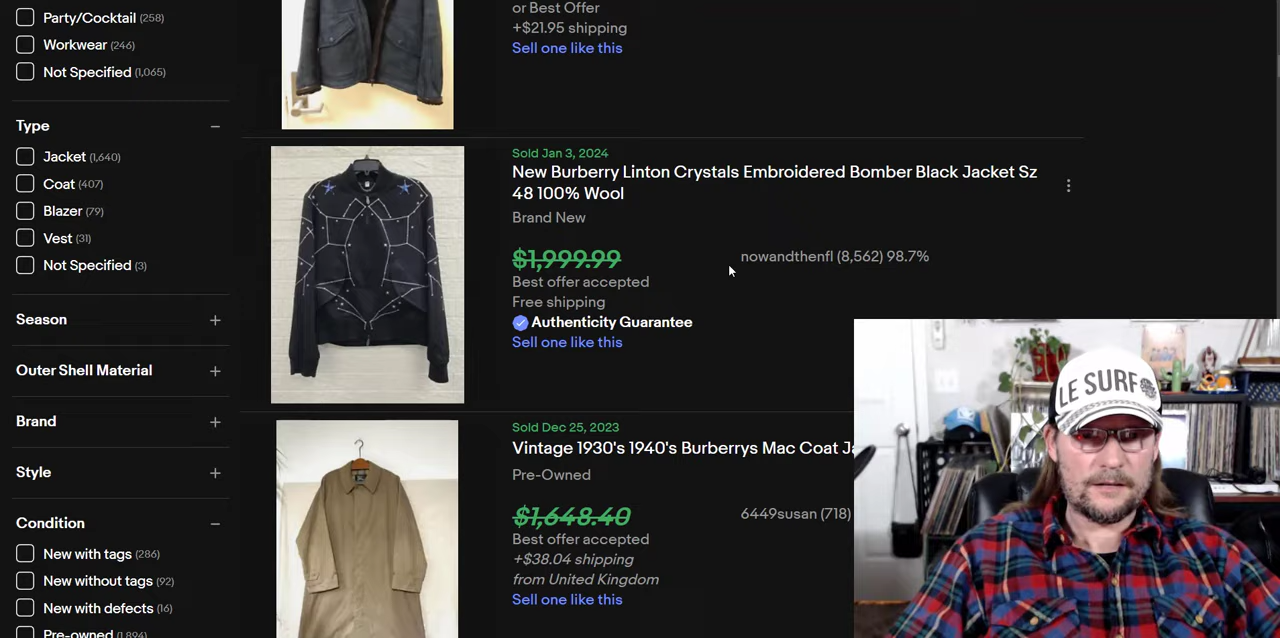 Party/Cocktail (258)
Workwear (246)
Not Specified (1,065)
Type
Jacket (1,640)
Coat (407)
Blazer (79)
Vest (31)
Not Specified (3)
Season
Outer Shell Material
Brand
Style
Condition
New with tags (286)
New without tags (92)
New with defects (16)
Pre-owned (1,894)
or Best Offer
+$21.95 shipping
Sell one like this
Sold Jan 3, 2024
New Burberry Linton Crystals Embroidered Bomber Black Jacket Sz
48 100% Wool
Brand New
$1,999.99
nowandthenfl (8,562) 98.7%
Best offer accepted
Free shipping
Authenticity Guarantee
Sell one like this
Sold Dec 25, 2023
Vintage 1930's 1940's Burberrys Mac Coat Ja
Pre-Owned
$1,648.40
6449susan (718)
Best offer accepted
+$38.04 shipping
from United Kingdom
Sell one like this
LE SURF